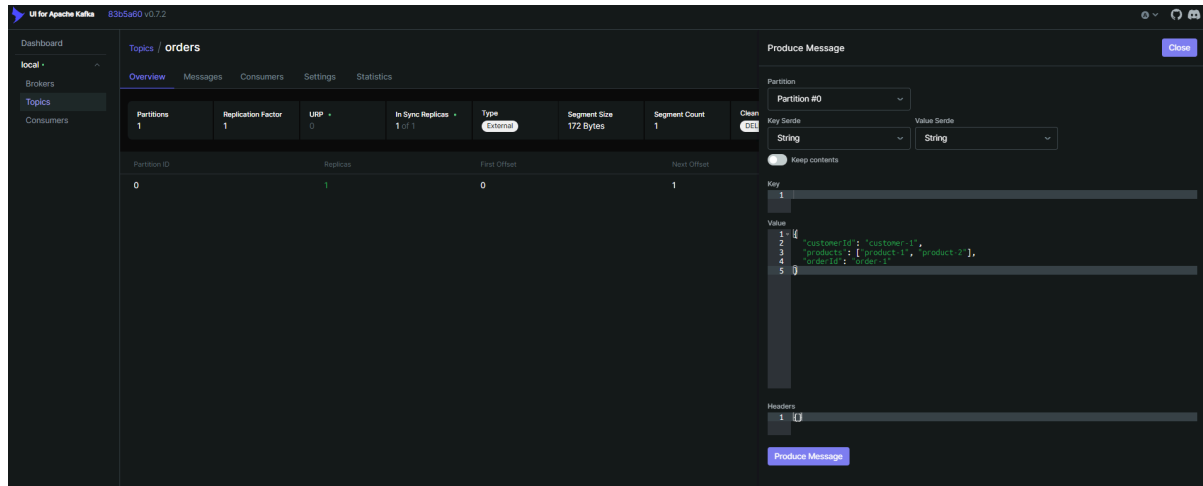 UI for Apache Kafka 83b5a60 v0.7.2
Dashboard
local
Brokers
Topics
Consumers
Topics / orders
Overview Messages Consumers Settings Statistics
Partitions Replication Factor URP In Sync Replicas Type Segment Size Segment Count Clean
1 1 0 1 of 1 External 172 Bytes 1 DEL
Partition ID Replicas First Offset Next Offset
0 1 0 1
Produce Message Close
Partition
Partition #0
Key Serde Value Serde
String String
Keep contents
Key
1
Value
1 {
2 "customerId": "customer-1",
3 "products": ["product-1", "product-2"],
4 "orderId": "order-1"
5 }
Headers
1 {}
Produce Message